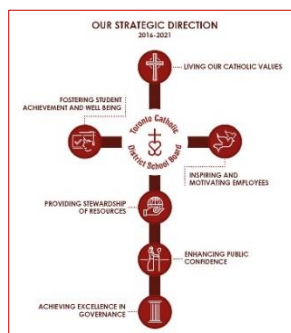 OUR STRATEGIC DIRECTION
2016-2021
LIVING OUR CATHOLIC VALUES
FOSTERING STUDENT
ACHIEVEMENT AND WELL BEING
Toronto Catholic
District School Board
INSPIRING AND
MOTIVATING EMPLOYEES
PROVIDING STEWARDSHIP
OF RESOURCES
ENHANCING PUBLIC
CONFIDENCE
ACHIEVING EXCELLENCE IN
GOVERNANCE